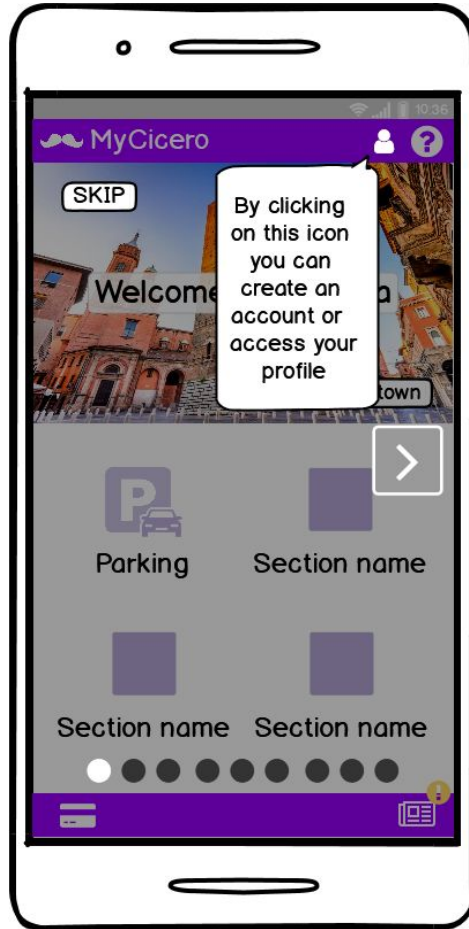 10:36
MyCicero
?
SKIP
By clicking
on this icon
you can
create an
account or
access your
profile
Welcome
a
town
P
Parking
Section name
Section name
Section name
!